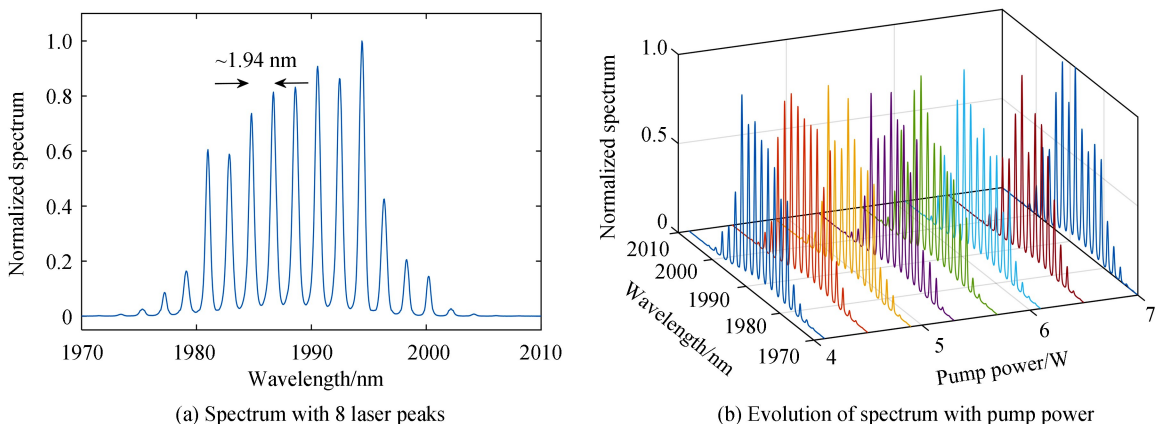 Normalized spectrum
1.0
0.8
0.6
0.4
0.2
0
~1.94 nm
1970 1980 1990 2000 2010
Wavelength/nm
(a) Spectrum with 8 laser peaks
Normalized spectrum
1.0
0.5
0
2010
2000
1990
1980
1970
Wavelength/nm
4
5
6
7
Pump power/W
(b) Evolution of spectrum with pump power